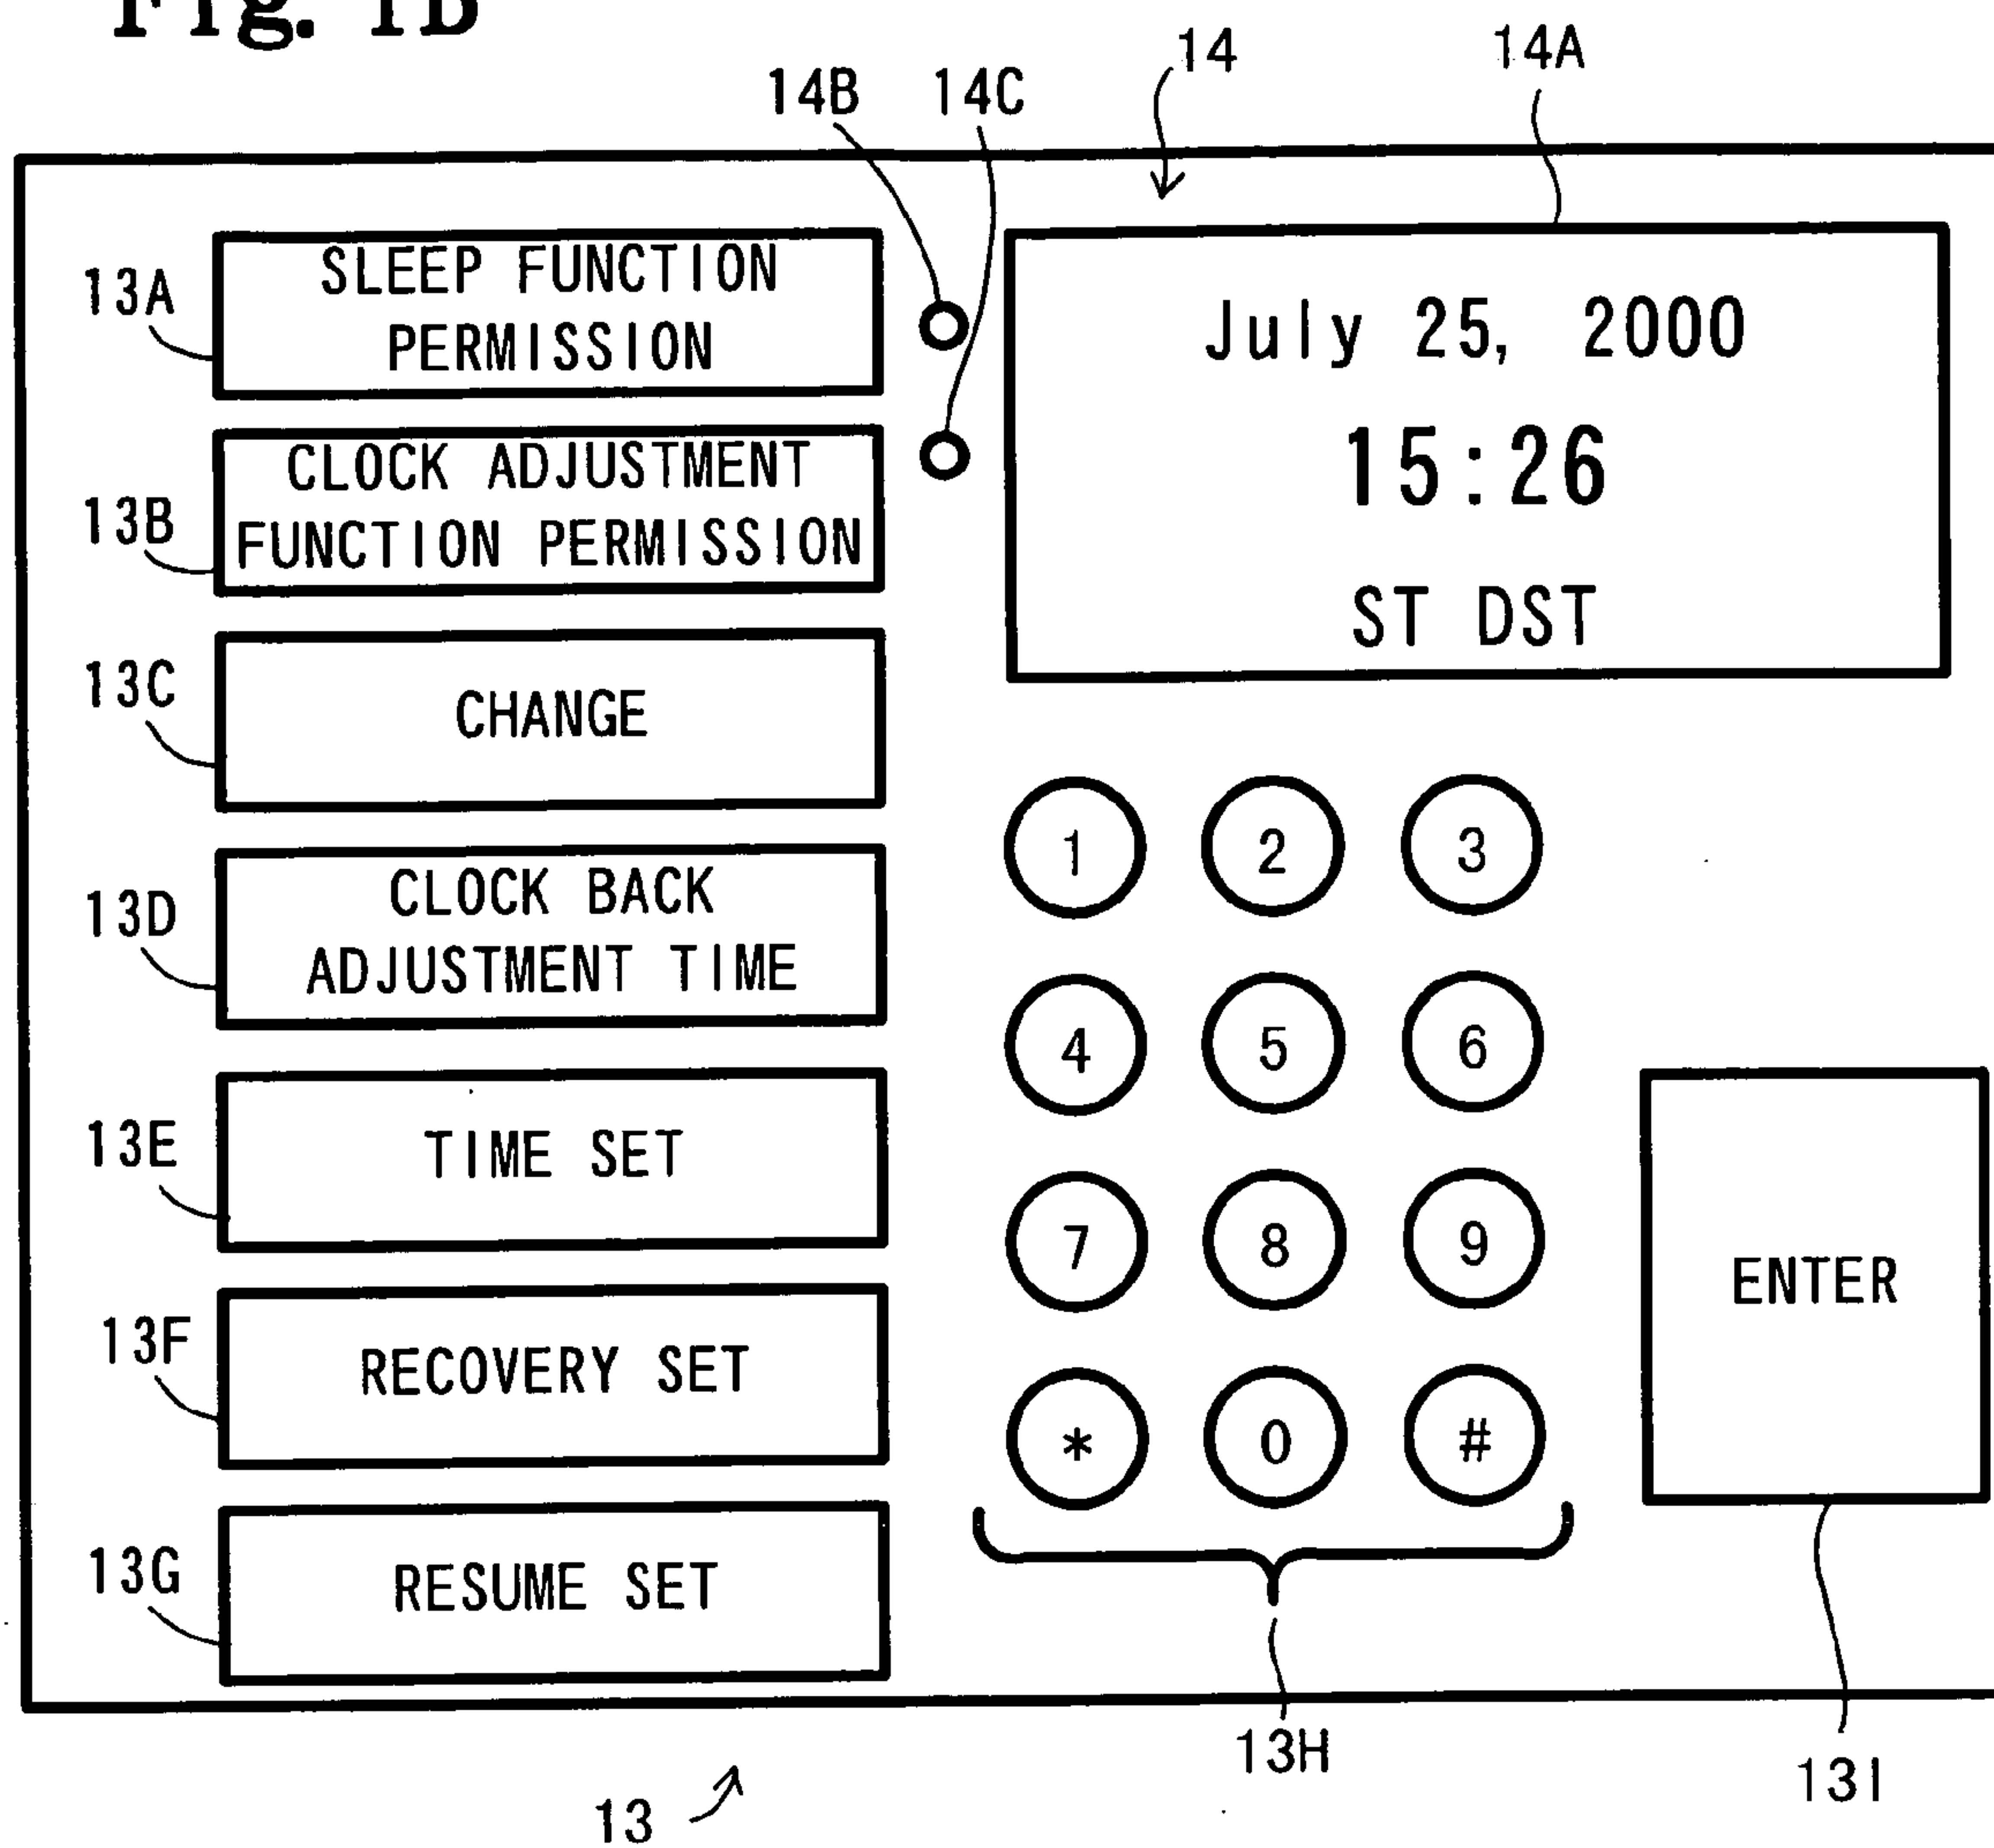 Fig. 1B
14B 14C 14 14A
13A
SLEEP FUNCTION
PERMISSION
13B
CLOCK ADJUSTMENT
FUNCTION PERMISSION
13C
CHANGE
13D
CLOCK BACK
ADJUSTMENT TIME
13E
TIME SET
13F
RECOVERY SET
13G
RESUME SET
July 25, 2000
15:26
ST DST
1 2 3
4 5 6
7 8 9
* 0 #
ENTER
13H
13I
13